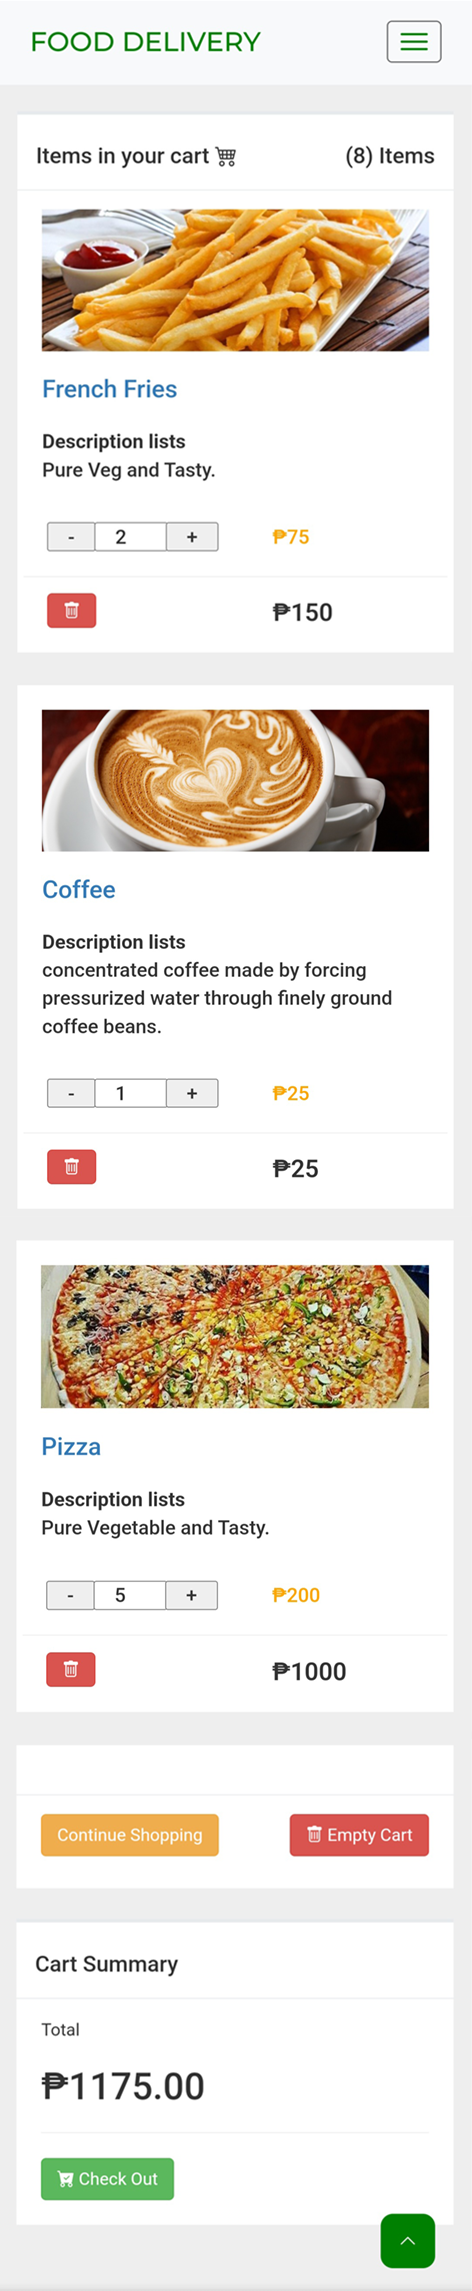 FOOD DELIVERY
Items in your cart (8) Items
French Fries
Description lists
Pure Veg and Tasty.
- 2 + ₱75
₱150
Coffee
Description lists
concentrated coffee made by forcing
pressurized water through finely ground
coffee beans.
- 1 + ₱25
₱25
Pizza
Description lists
Pure Vegetable and Tasty.
- 5 + ₱200
₱1000
Continue Shopping Empty Cart
Cart Summary
Total
₱1175.00
Check Out